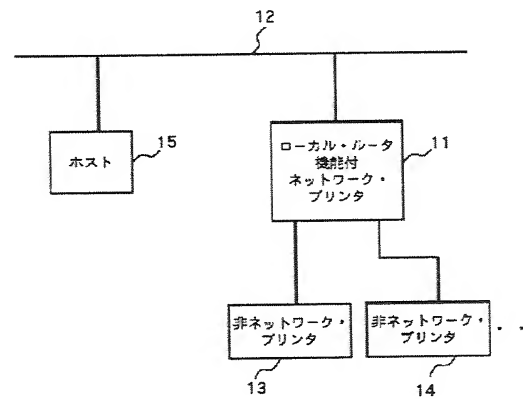 12
ホスト
15
ローカル・ルータ
機能付
ネットワーク・
プリンタ
11
非ネットワーク・
プリンタ
13
非ネットワーク・
プリンタ
14
・・